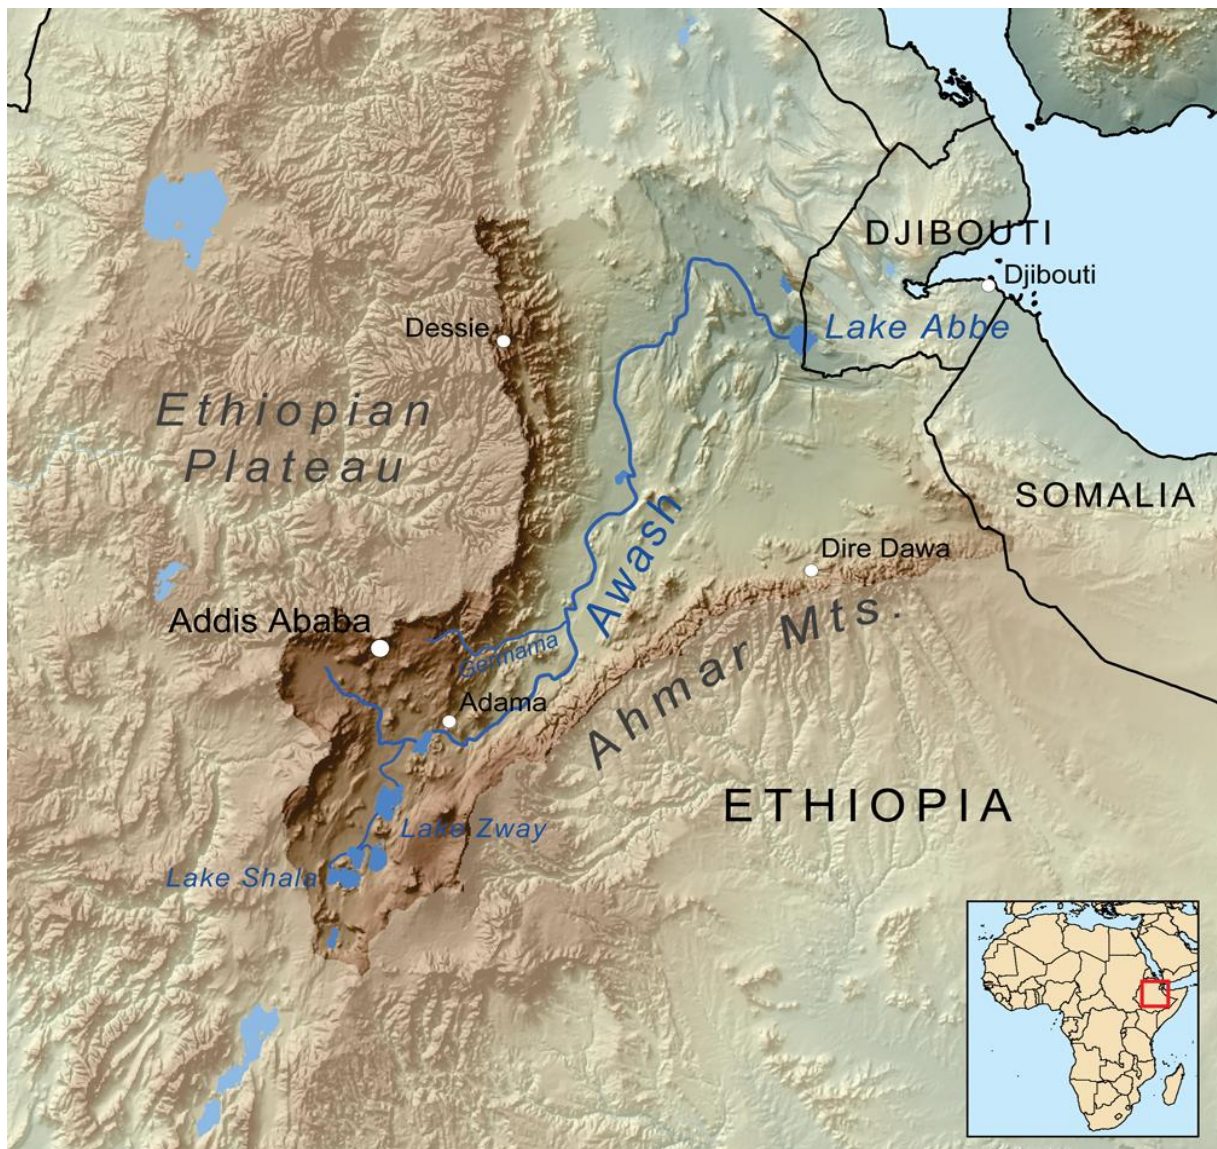 DJIBOUTI
Djibouti
Lake Abbe
Dessie
Ethiopian
Plateau
SOMALIA
Awash
Dire Dawa
Addis Ababa
Germama
Ahmar Mts.
Adama
ETHIOPIA
Lake Zway
Lake Shala